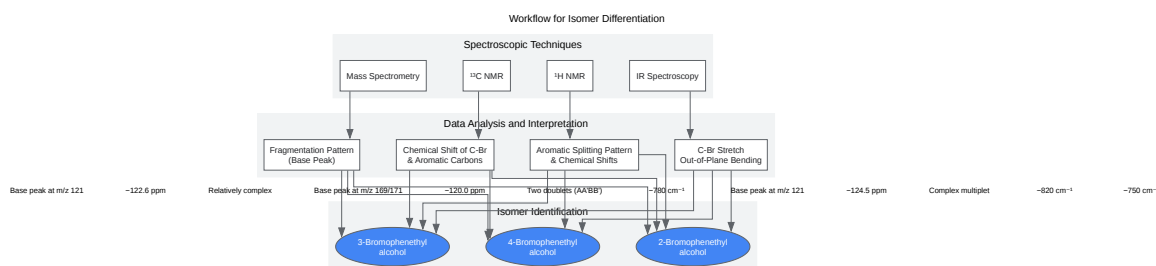 Workflow for Isomer Differentiation
Spectroscopic Techniques
Mass Spectrometry
¹³C NMR
¹H NMR
IR Spectroscopy
Data Analysis and Interpretation
Fragmentation Pattern
(Base Peak)
Chemical Shift of C-Br
& Aromatic Carbons
Aromatic Splitting Pattern
& Chemical Shifts
C-Br Stretch
Out-of-Plane Bending
Base peak at m/z 121
~122.6 ppm
Relatively complex
Base peak at m/z 169/171
~120.0 ppm
Two doublets (AA'BB')
~780 cm⁻¹
Base peak at m/z 121
~124.5 ppm
Complex multiplet
~820 cm⁻¹
~750 cm⁻
Isomer Identification
3-Bromophenethyl
alcohol
4-Bromophenethyl
alcohol
2-Bromophenethyl
alcohol